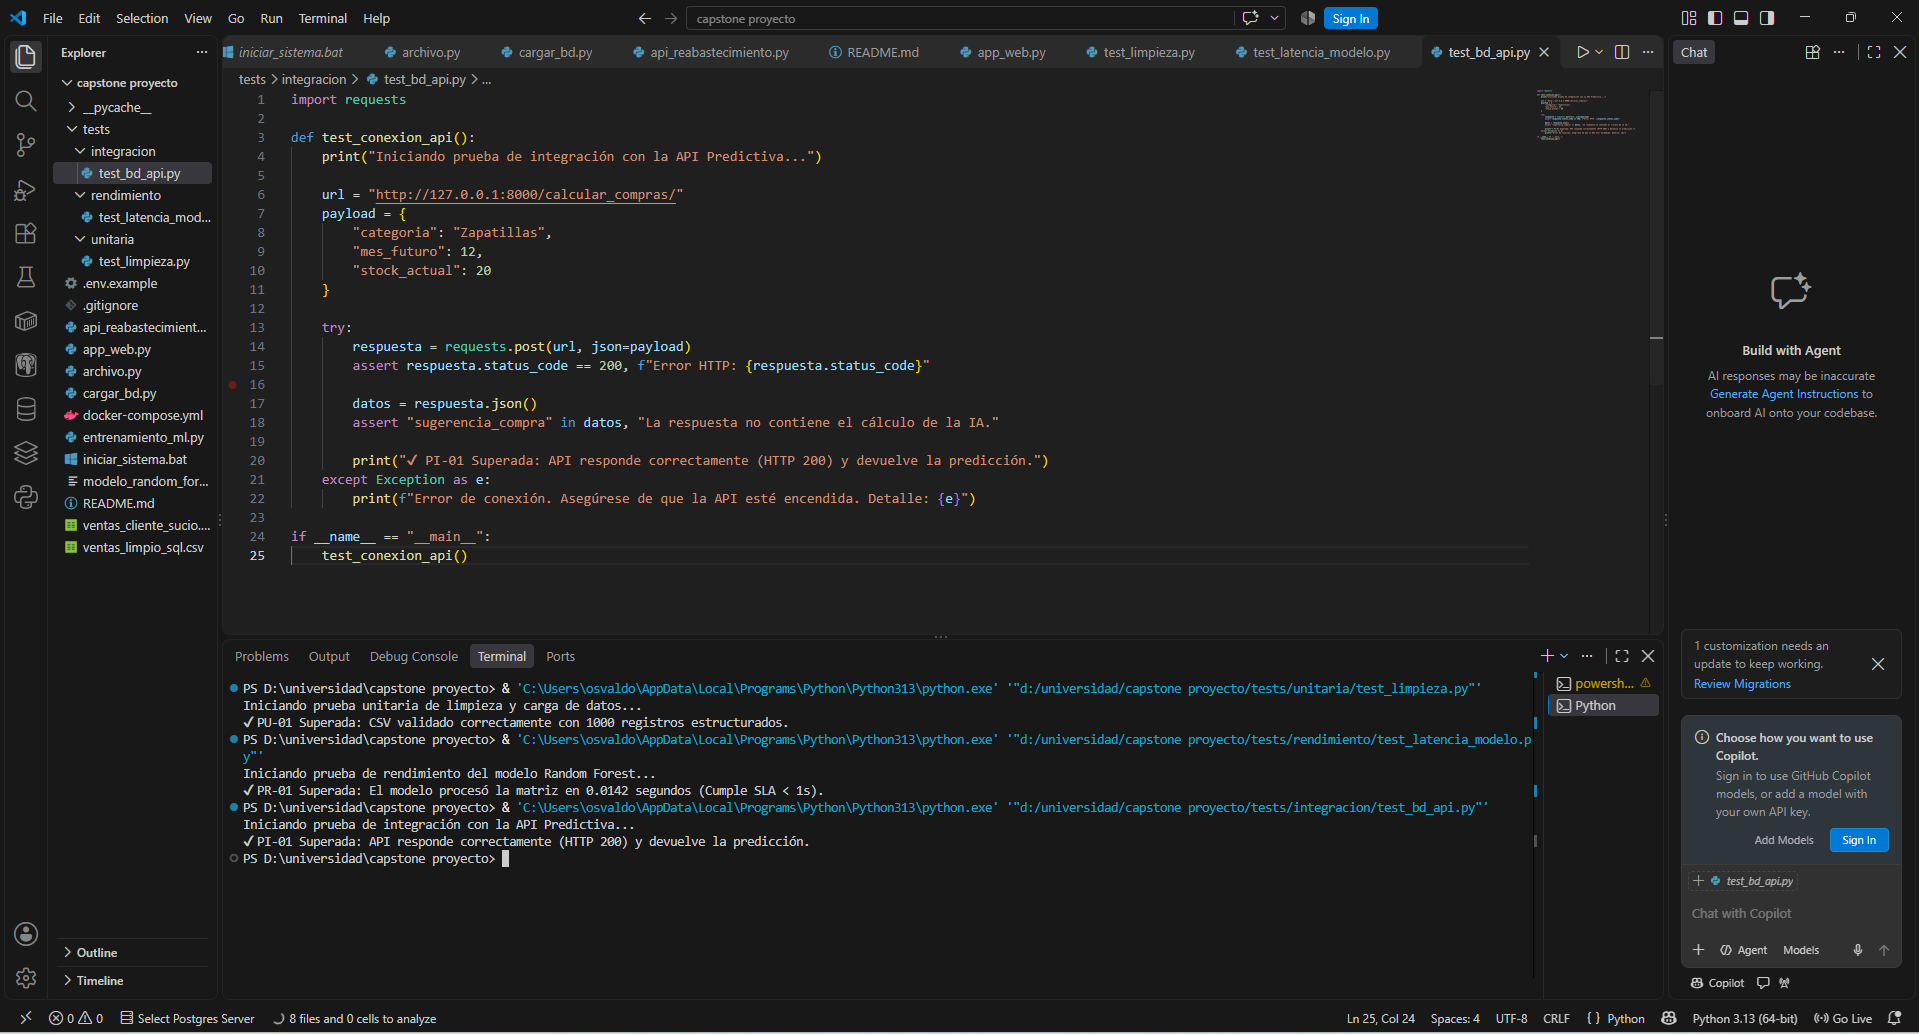 File Edit Selection View Go Run Terminal Help
capstone proyecto
Sign In
Explorer
iniciar_sistema.bat archivo.py cargar_bd.py api_reabastecimiento.py README.md app_web.py test_limpieza.py test_latencia_modelo.py test_bd_api.py
Chat
tests > integracion > test_bd_api.py > ...
capstone proyecto
__pycache__
tests
integracion
test_bd_api.py
rendimiento
test_latencia_mod...
unitaria
test_limpieza.py
.env.example
.gitignore
api_reabastecimient...
app_web.py
archivo.py
cargar_bd.py
docker-compose.yml
entrenamiento_ml.py
iniciar_sistema.bat
modelo_random_for...
README.md
ventas_cliente_sucio....
ventas_limpio_sql.csv
Outline
Timeline
1 import requests
2
3 def test_conexion_api():
4 print("Iniciando prueba de integración con la API Predictiva...")
5
6 url = "http://127.0.0.1:8000/calcular_compras/"
7 payload = {
8 "categoria": "Zapatillas",
9 "mes_futuro": 12,
10 "stock_actual": 20
11 }
12
13 try:
14 respuesta = requests.post(url, json=payload)
15 assert respuesta.status_code == 200, f"Error HTTP: {respuesta.status_code}"
16
17 datos = respuesta.json()
18 assert "sugerencia_compra" in datos, "La respuesta no contiene el cálculo de la IA."
19
20 print("✓ PI-01 Superada: API responde correctamente (HTTP 200) y devuelve la predicción.")
21 except Exception as e:
22 print(f"Error de conexión. Asegúrese de que la API esté encendida. Detalle: {e}")
23
24 if __name__ == "__main__":
25 test_conexion_api()
Problems Output Debug Console Terminal Ports
PS D:\universidad\capstone proyecto> & 'C:\Users\osvaldo\AppData\Local\Programs\Python\Python313\python.exe' '"d:/universidad/capstone proyecto/tests/unitaria/test_limpieza.py"'
Iniciando prueba unitaria de limpieza y carga de datos...
✓ PU-01 Superada: CSV validado correctamente con 1000 registros estructurados.
PS D:\universidad\capstone proyecto> & 'C:\Users\osvaldo\AppData\Local\Programs\Python\Python313\python.exe' '"d:/universidad/capstone proyecto/tests/rendimiento/test_latencia_modelo.p
y"'
Iniciando prueba de rendimiento del modelo Random Forest...
✓ PR-01 Superada: El modelo procesó la matriz en 0.0142 segundos (Cumple SLA < 1s).
PS D:\universidad\capstone proyecto> & 'C:\Users\osvaldo\AppData\Local\Programs\Python\Python313\python.exe' '"d:/universidad/capstone proyecto/tests/integracion/test_bd_api.py"'
Iniciando prueba de integración con la API Predictiva...
✓ PI-01 Superada: API responde correctamente (HTTP 200) y devuelve la predicción.
PS D:\universidad\capstone proyecto>
powersh...
Python
Build with Agent
AI responses may be inaccurate
Generate Agent Instructions to
onboard AI onto your codebase.
1 customization needs an
update to keep working.
Review Migrations
Choose how you want to use
Copilot.
Sign in to use GitHub Copilot
models, or add a model with
your own API key.
Add Models Sign In
test_bd_api.py
Chat with Copilot
Agent Models
Copilot
0 0 Select Postgres Server 8 files and 0 cells to analyze
Ln 25, Col 24 Spaces: 4 UTF-8 CRLF { } Python Python 3.13 (64-bit) Go Live